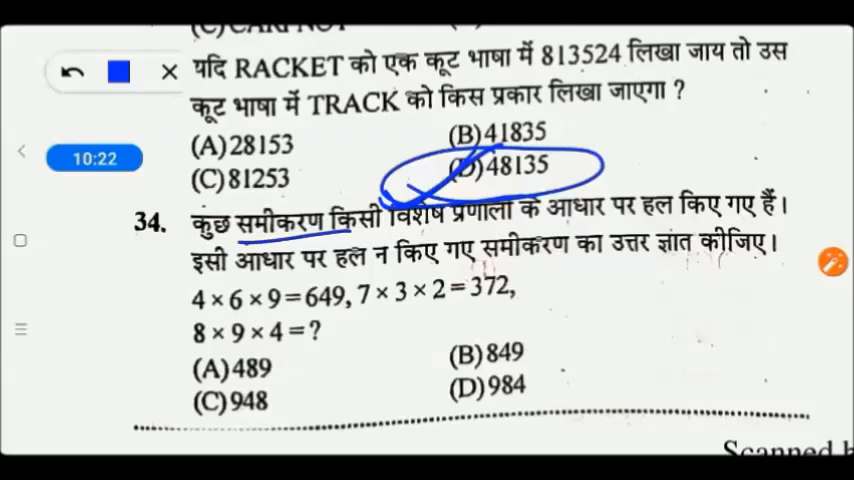 (C) CARPNOT
यदि RACKET को एक कूट भाषा में 813524 लिखा जाय तो उस
कूट भाषा में TRACK को किस प्रकार लिखा जाएगा ?
(A) 28153 (B) 41835
(C) 81253 (D) 48135
10:22
34. कुछ समीकरण किसी विशेष प्रणाली के आधार पर हल किए गए हैं।
इसी आधार पर हल न किए गए समीकरण का उत्तर ज्ञात कीजिए।
4 × 6 × 9 = 649, 7 × 3 × 2 = 372,
8 × 9 × 4 = ?
(A) 489 (B) 849
(C) 948 (D) 984
Scanned b